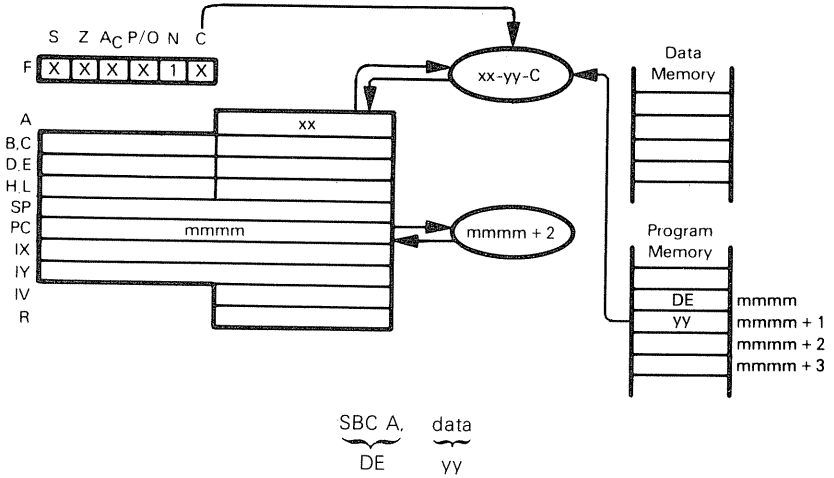 S Z AC P/O N C
F X X X X 1 X
xx-yy-C
Data
Memory
A xx
B,C
D,E
H,L
SP
PC mmmm mmmm + 2
IX
IY
IV
R
Program
Memory
DE mmmm
yy mmmm + 1
mmmm + 2
mmmm + 3
SBC A, data
DE yy